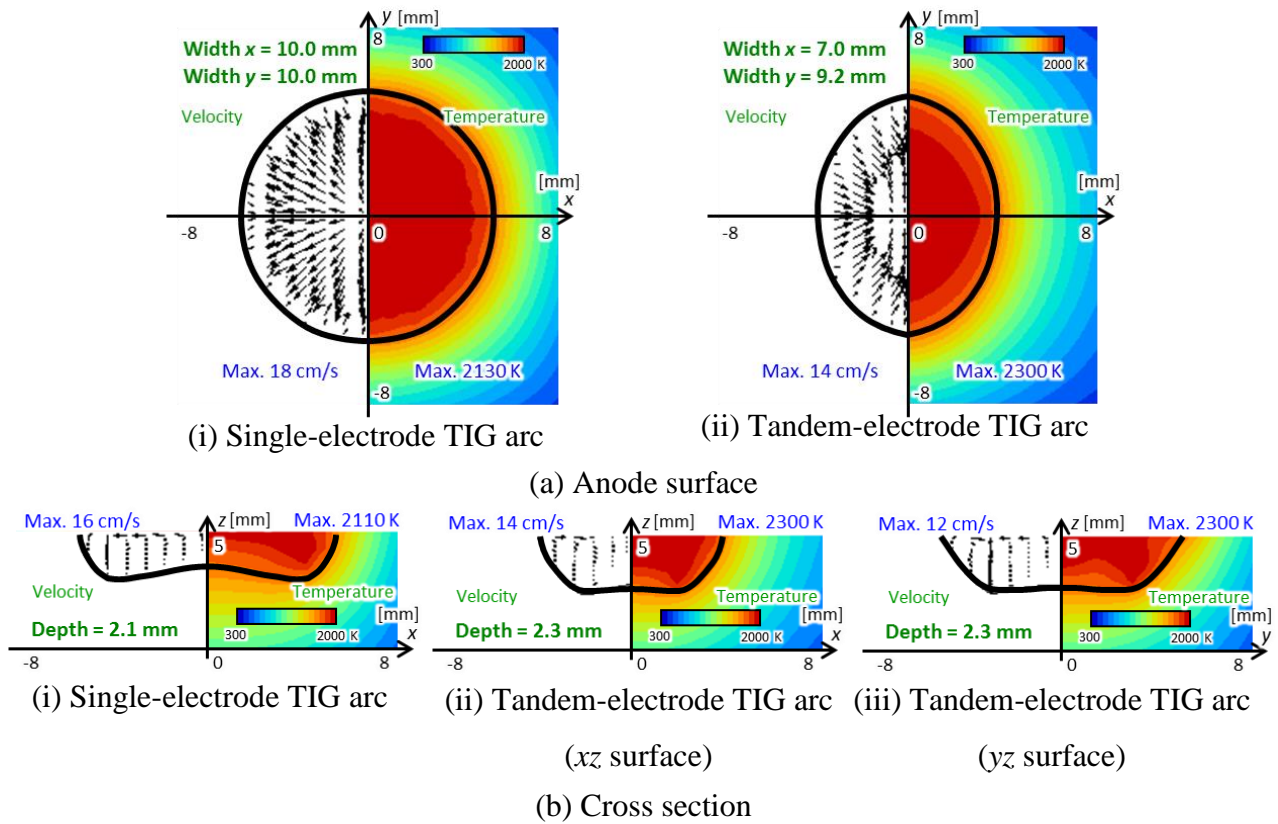 y [mm]
8
Width x = 10.0 mm
Width y = 10.0 mm
300
2000 K
Velocity
Temperature
[mm]
x
-8
0
8
Max. 18 cm/s
Max. 2130 K
-8
(i) Single-electrode TIG arc
y [mm]
8
Width x = 7.0 mm
Width y = 9.2 mm
300
2000 K
Velocity
Temperature
[mm]
x
-8
0
8
Max. 14 cm/s
Max. 2300 K
-8
(ii) Tandem-electrode TIG arc
(a) Anode surface
Max. 16 cm/s
z [mm]
Max. 2110 K
5
Velocity
Temperature
[mm]
Depth = 2.1 mm
300
2000 K
x
-8
0
8
(i) Single-electrode TIG arc
Max. 14 cm/s
z [mm]
Max. 2300 K
5
Velocity
Temperature
[mm]
Depth = 2.3 mm
300
2000 K
x
-8
0
8
(ii) Tandem-electrode TIG arc
(xz surface)
Max. 12 cm/s
z [mm]
Max. 2300 K
5
Velocity
Temperature
[mm]
Depth = 2.3 mm
300
2000 K
y
-8
0
8
(iii) Tandem-electrode TIG arc
(yz surface)
(b) Cross section